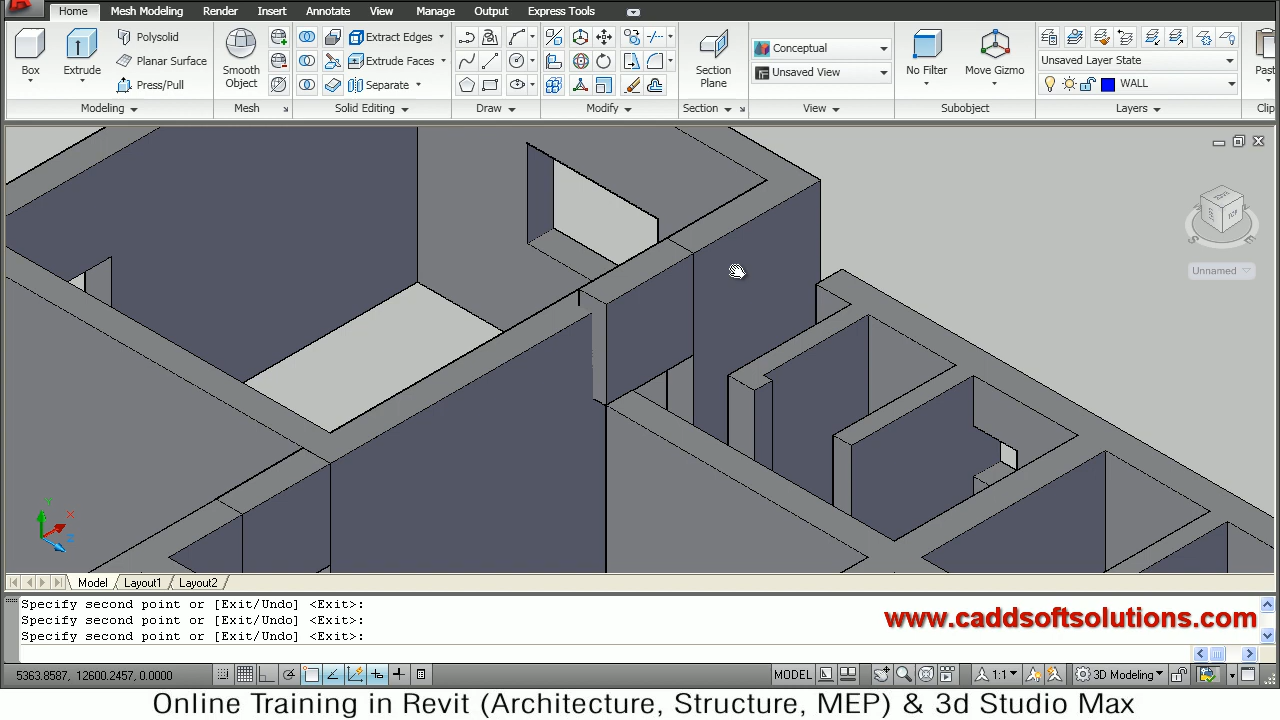 Home Mesh Modeling Render Insert Annotate View Manage Output Express Tools
Polysolid
Planar Surface
Press/Pull
Box
Extrude
Modeling
Smooth
Object
Mesh
Extract Edges
Extrude Faces
Separate
Solid Editing
Draw
Modify
Section
Plane
Section
Conceptual
Unsaved View
View
No Filter
Move Gizmo
Subobject
Unsaved Layer State
WALL
Layers
TOP
S
Unnamed
X
Z
Model Layout1 Layout2
Specify second point or [Exit/Undo] <Exit>:
Specify second point or [Exit/Undo] <Exit>:
Specify second point or [Exit/Undo] <Exit>:
www.caddsoftsolutions.com
5363.8587, 12600.2457, 0.0000
MODEL
1:1
3D Modeling
Online Training in Revit (Architecture, Structure, MEP) & 3d Studio Max